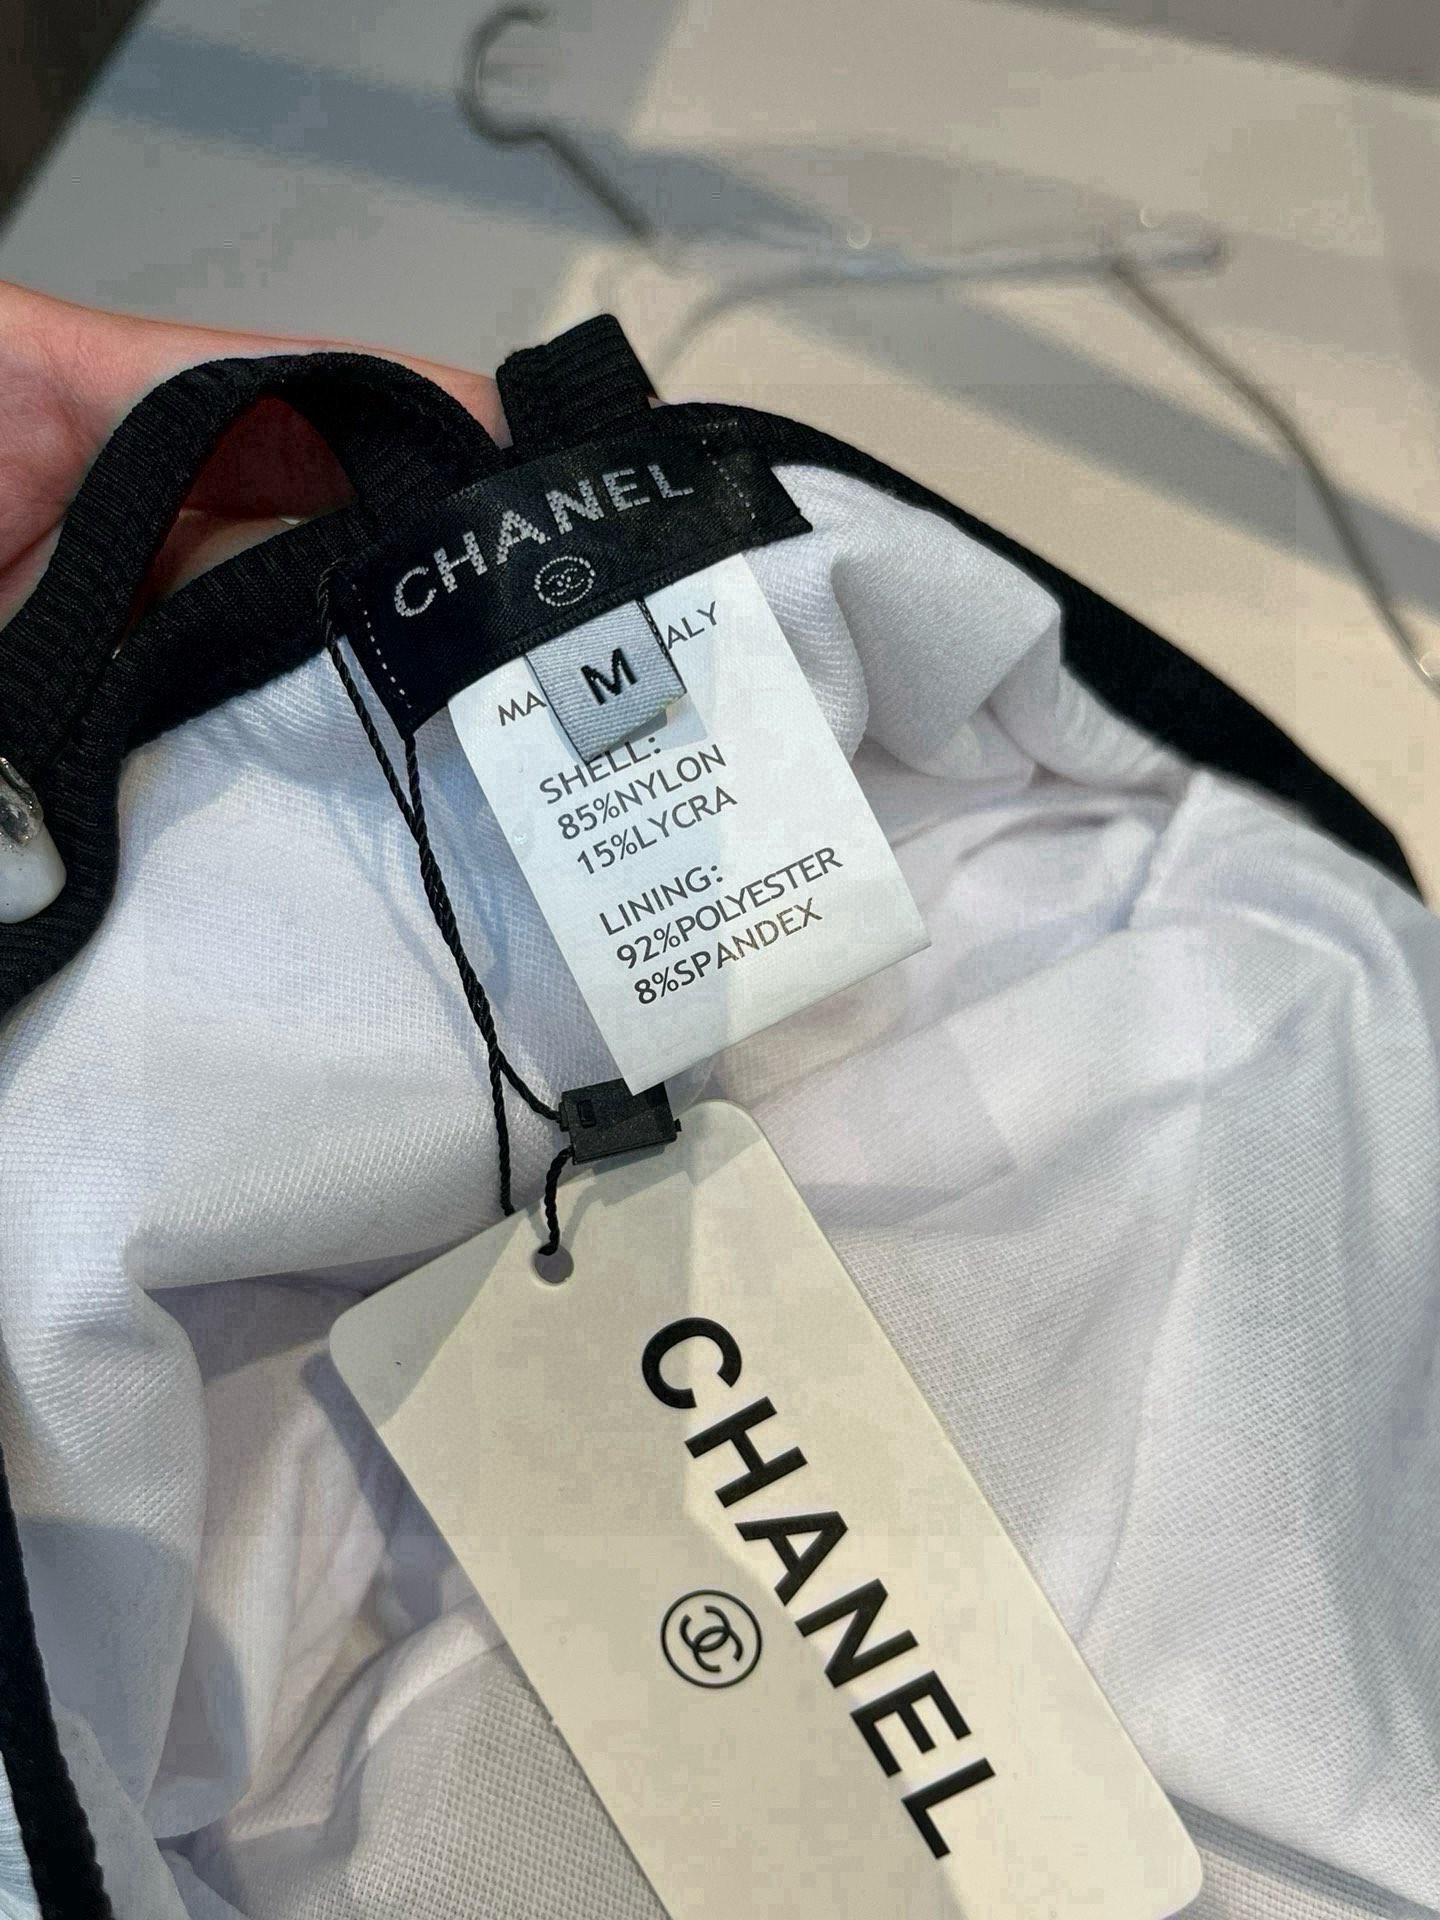 CHANEL
M
MA
ALY
SHELL:
85%NYLON
15%LYCRA
LINING:
92%POLYESTER
8%SPANDEX
CHANEL